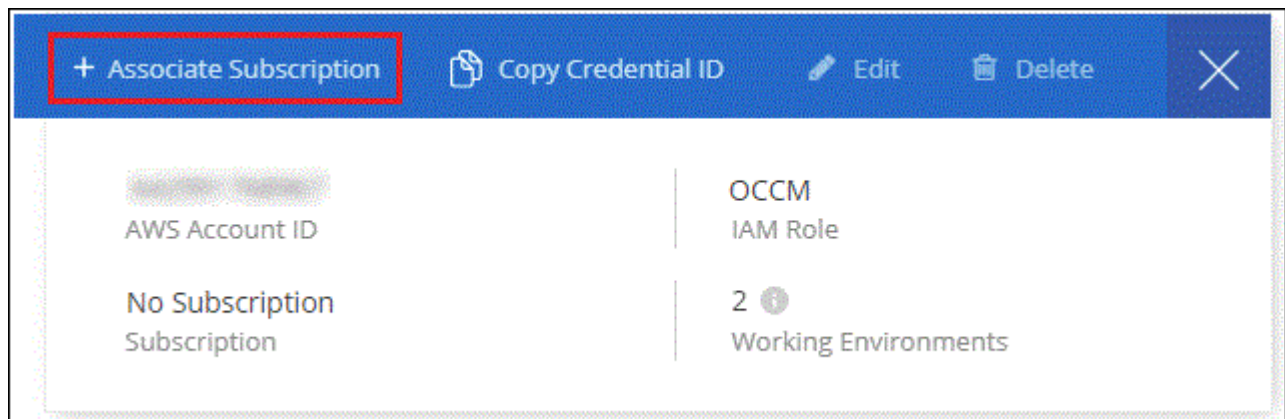 + Associate Subscription Copy Credential ID Edit Delete
OCCM
AWS Account ID IAM Role
No Subscription 2
Subscription Working Environments